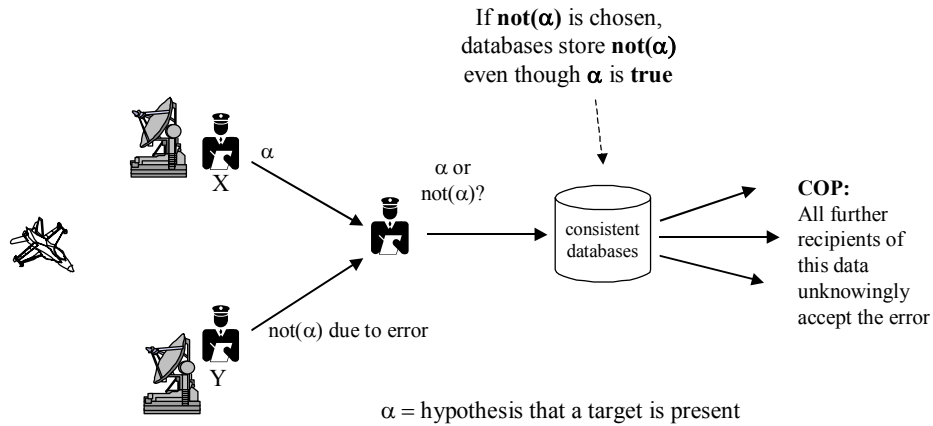 If not(α) is chosen,
databases store not(α)
even though α is true
α
X
α or
not(α)?
consistent
databases
COP:
All further
recipients of
this data
unknowingly
accept the error
not(α) due to error
Y
α = hypothesis that a target is present